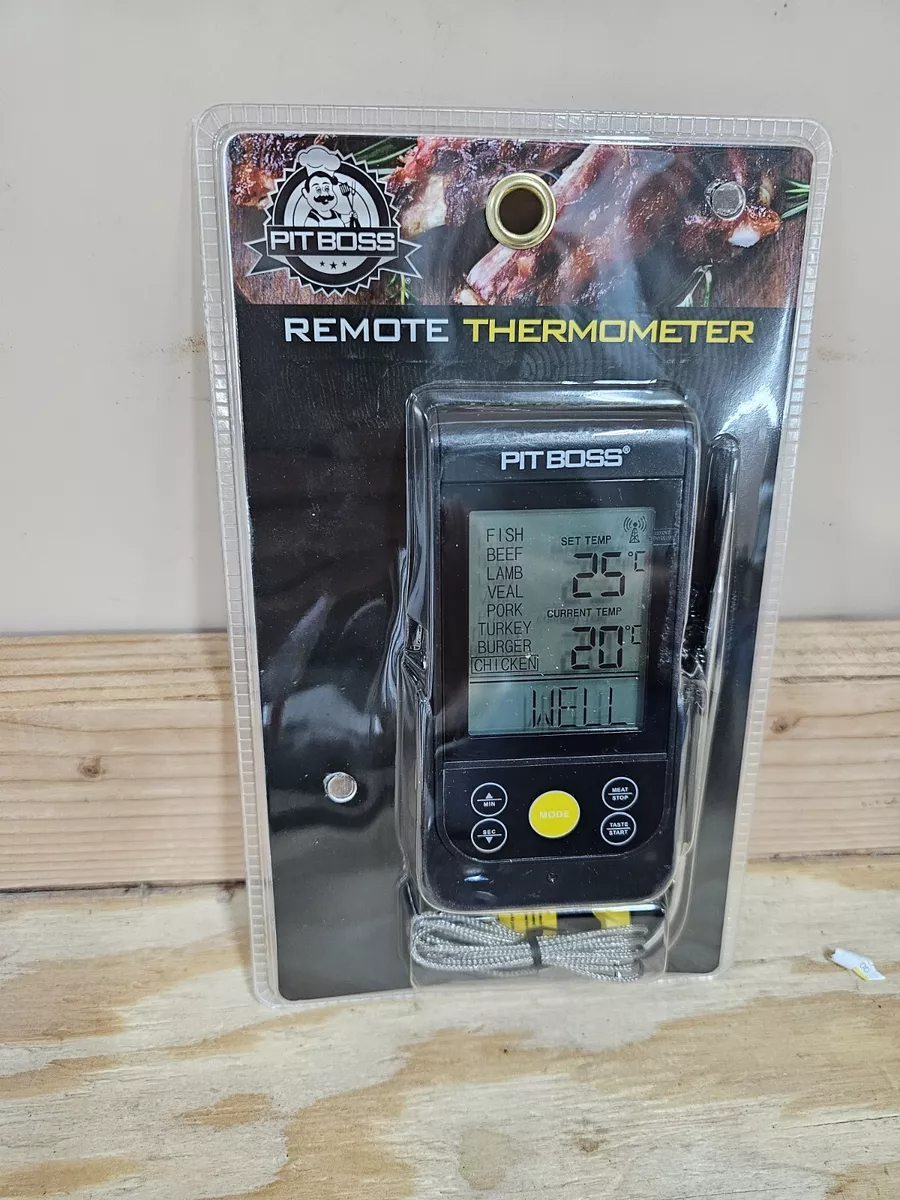 PIT BOSS
REMOTE THERMOMETER
PIT BOSS®
FISH
BEEF
LAMB
VEAL
PORK
TURKEY
BURGER
CHICKEN
SET TEMP
25°C
CURRENT TEMP
20°C
WELL
▲
MIN
SEC
▼
MODE
MEAT
STOP
TASTE
START